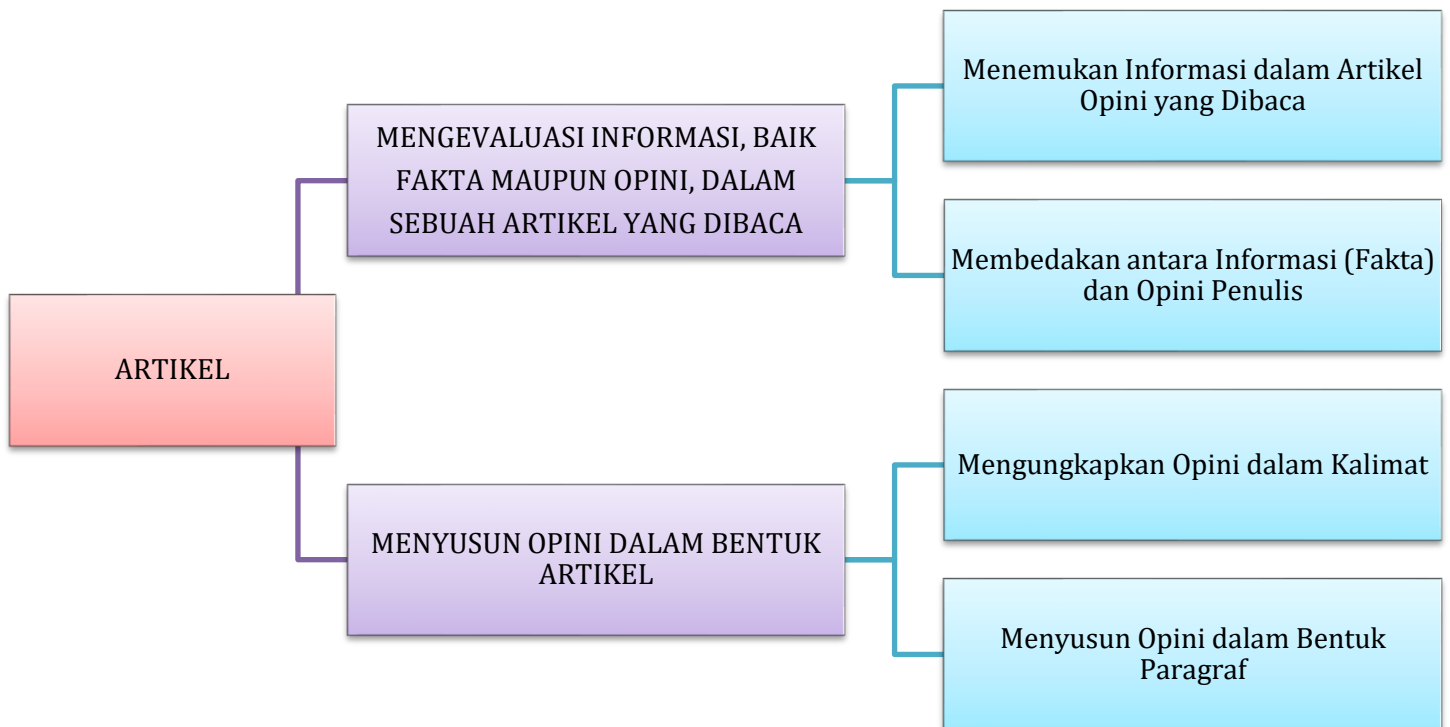 ARTIKEL
MENGEVALUASI INFORMASI, BAIK
FAKTA MAUPUN OPINI, DALAM
SEBUAH ARTIKEL YANG DIBACA
Menemukan Informasi dalam Artikel
Opini yang Dibaca
Membedakan antara Informasi (Fakta)
dan Opini Penulis
MENYUSUN OPINI DALAM BENTUK
ARTIKEL
Mengungkapkan Opini dalam Kalimat
Menyusun Opini dalam Bentuk
Paragraf